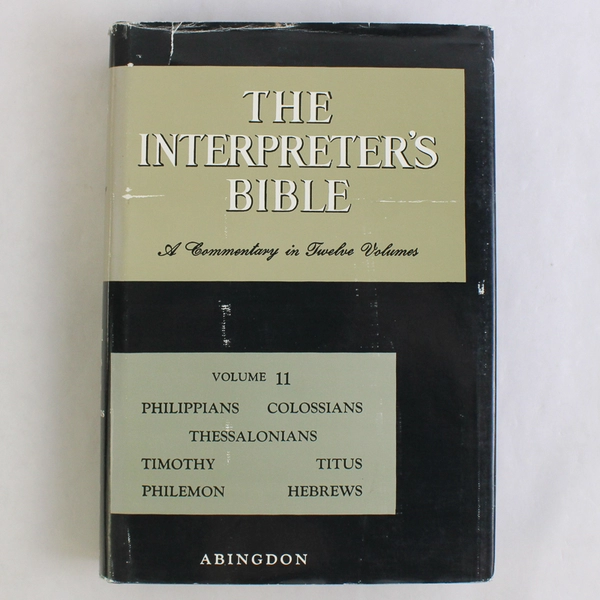 THE
INTERPRETER'S
BIBLE
A Commentary in Twelve Volumes
VOLUME 11
PHILIPPIANS COLOSSIANS
THESSALONIANS
TIMOTHY TITUS
PHILEMON HEBREWS
ABINGDON